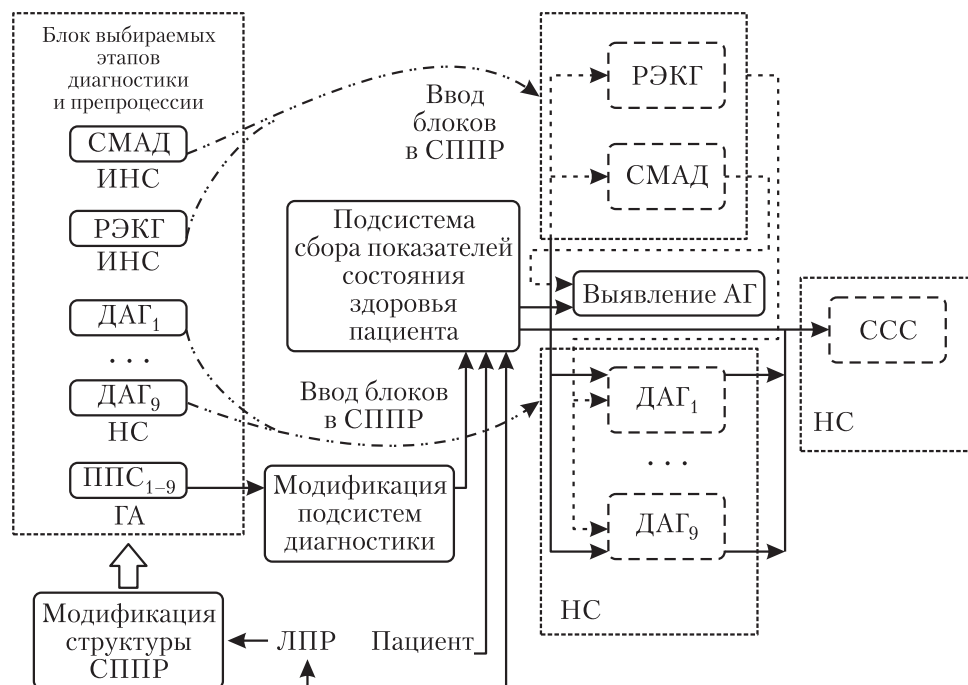 Блок выбираемых
этапов
диагностики
и препроцессии
СМАД
ИНС
РЭКГ
ИНС
ДАГ₁
. . .
ДАГ₉
НС
ППС₁₋₉
ГА
Модификация
структуры
СППР
ЛПР
Пациент
Модификация
подсистем
диагностики
Ввод блоков
в СППР
Подсистема
сбора показателей
состояния
здоровья
пациента
Ввод
блоков
в СППР
РЭКГ
СМАД
Выявление АГ
ДАГ₁
. . .
ДАГ₉
НС
ССС
НС